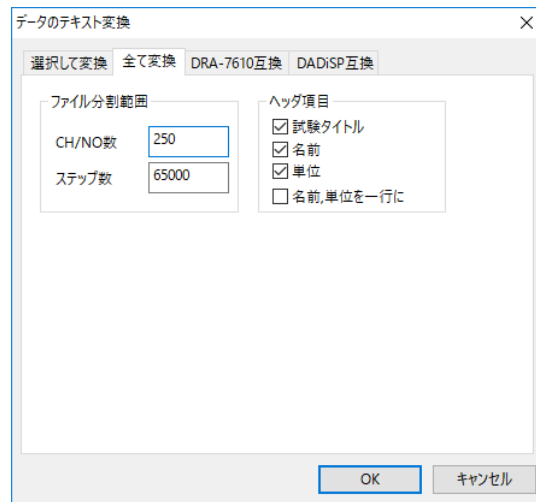 データのテキスト変換
選択して変換 全て変換 DRA-7610互換 DADiSP互換
ファイル分割範囲
CH/NO数 250
ステップ数 65000
ヘッダ項目
試験タイトル
名前
単位
名前,単位を一行に
OK キャンセル